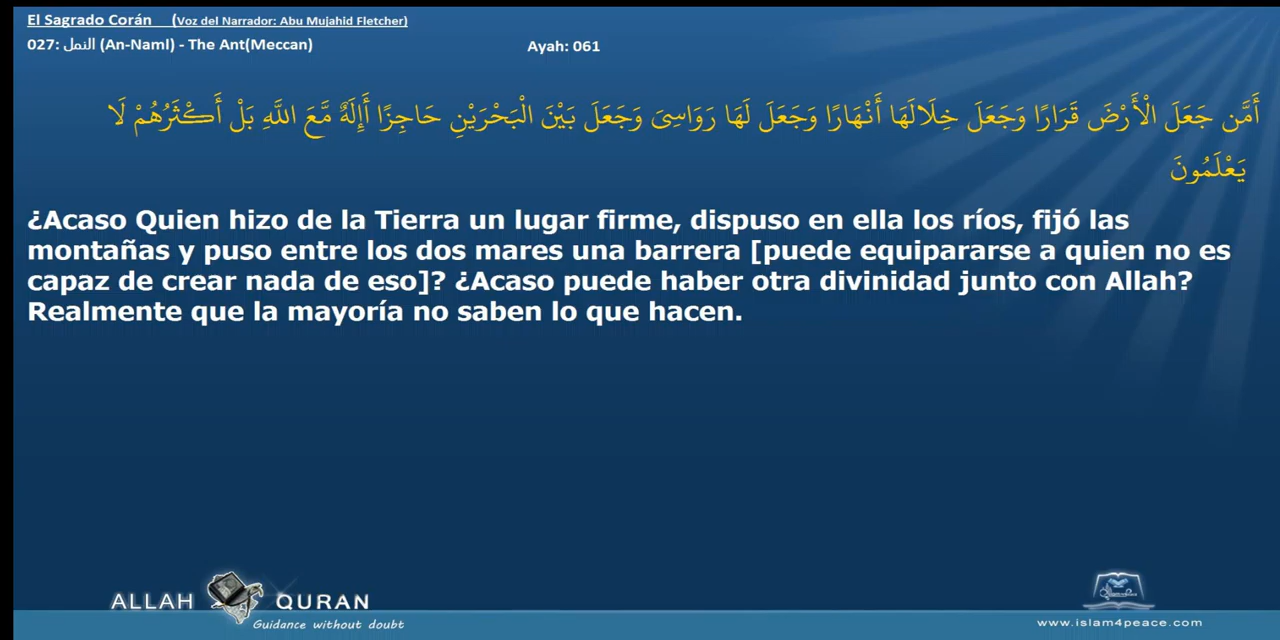 El Sagrado Corán (Voz del Narrador: Abu Mujahid Fletcher)
027: النمل (An-Naml) - The Ant(Meccan) Ayah: 061
أَمَّن جَعَلَ الْأَرْضَ قَرَارًا وَجَعَلَ خِلَالَهَا أَنْهَارًا وَجَعَلَ لَهَا رَوَاسِىَ وَجَعَلَ بَيْنَ الْبَحْرَيْنِ حَاجِزًا أَإِلَهٌ مَّعَ اللَّهِ بَلْ أَكْثَرُهُمْ لَا
يَعْلَمُونَ
¿Acaso Quien hizo de la Tierra un lugar firme, dispuso en ella los ríos, fijó las
montañas y puso entre los dos mares una barrera [puede equipararse a quien no es
capaz de crear nada de eso]? ¿Acaso puede haber otra divinidad junto con Allah?
Realmente que la mayoría no saben lo que hacen.
ALLAH QURAN
Guidance without doubt
www.islam4peace.com